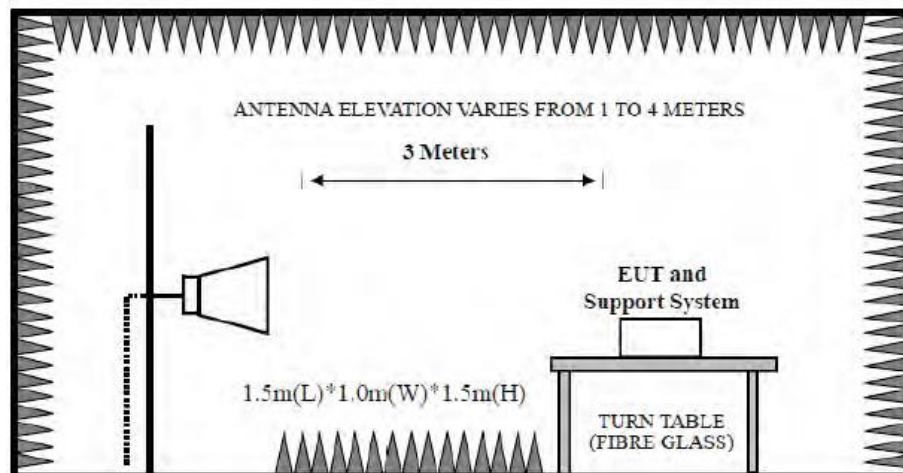 ANTENNA ELEVATION VARIES FROM 1 TO 4 METERS
3 Meters
EUT and
Support System
1.5m(L)*1.0m(W)*1.5m(H)
TURN TABLE
(FIBRE GLASS)